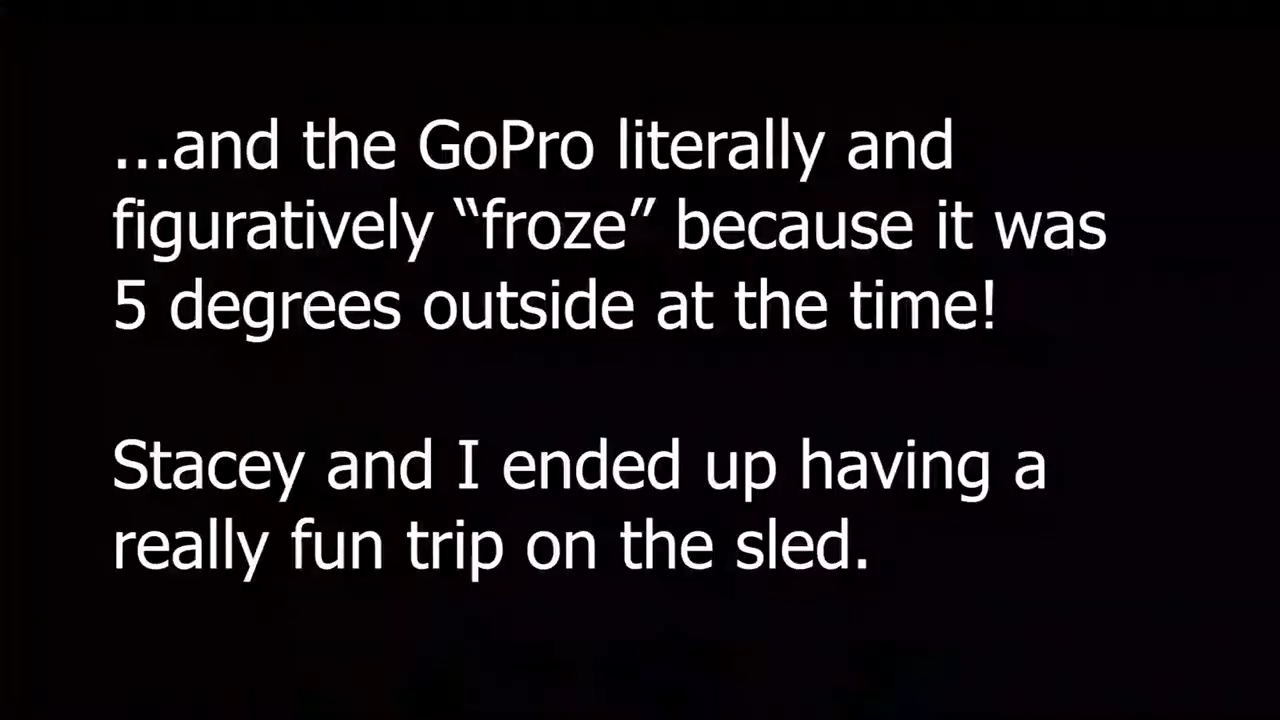 ...and the GoPro literally and
figuratively “froze” because it was
5 degrees outside at the time!
Stacey and I ended up having a
really fun trip on the sled.